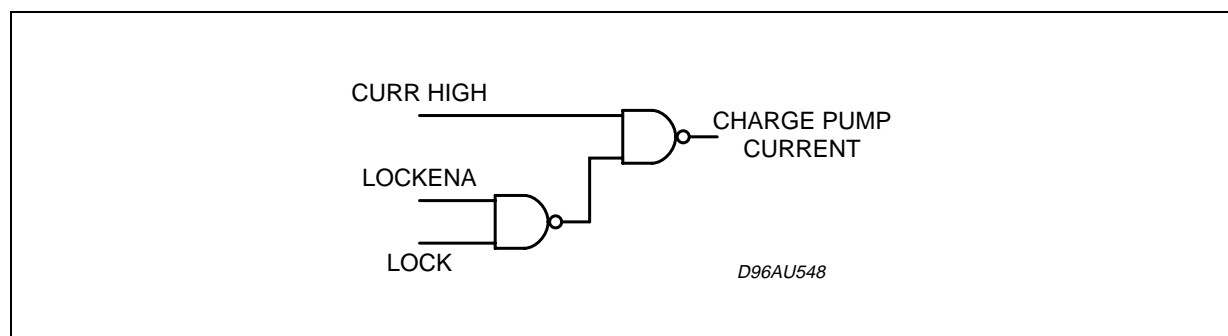 CURR HIGH
CHARGE PUMP
CURRENT
LOCKENA
LOCK
D96AU548